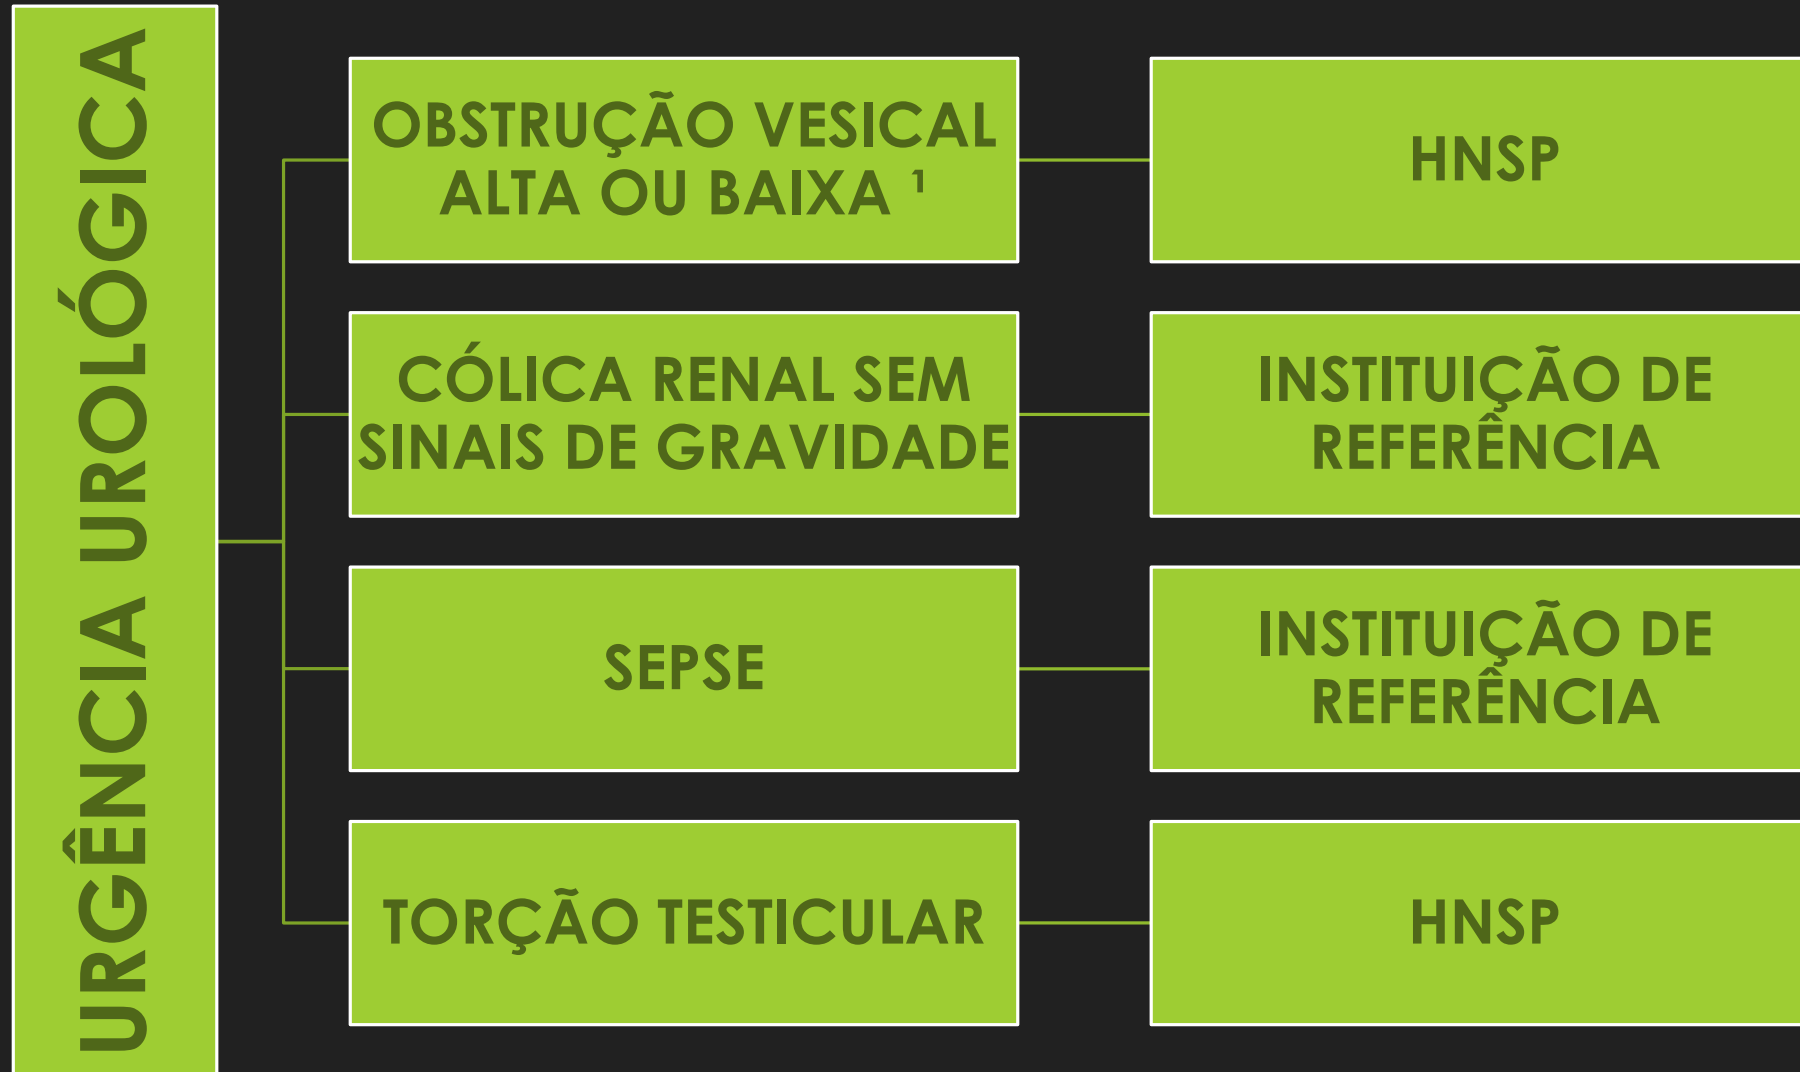 URGÊNCIA UROLÓGICA
OBSTRUÇÃO VESICAL
ALTA OU BAIXA ¹
HNSP
CÓLICA RENAL SEM
SINAIS DE GRAVIDADE
INSTITUIÇÃO DE
REFERÊNCIA
SEPSE
INSTITUIÇÃO DE
REFERÊNCIA
TORÇÃO TESTICULAR
HNSP